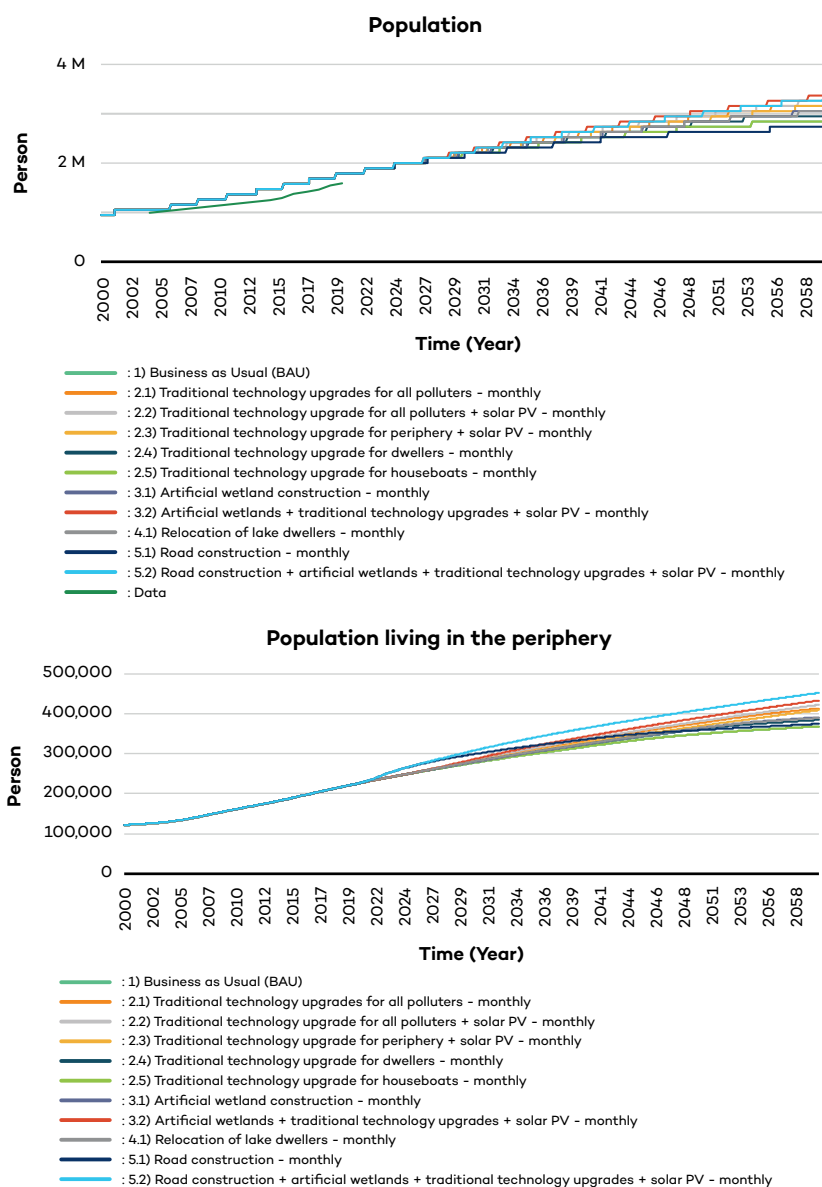 Population
4 M
2 M
0
Person
2000 2002 2005 2007 2010 2012 2015 2017 2019 2022 2024 2027 2029 2031 2034 2036 2039 2041 2044 2046 2048 2051 2053 2056 2058
Time (Year)
: 1) Business as Usual (BAU)
: 2.1) Traditional technology upgrades for all polluters - monthly
: 2.2) Traditional technology upgrade for all polluters + solar PV - monthly
: 2.3) Traditional technology upgrade for periphery + solar PV - monthly
: 2.4) Traditional technology upgrade for dwellers - monthly
: 2.5) Traditional technology upgrade for houseboats - monthly
: 3.1) Artificial wetland construction - monthly
: 3.2) Artificial wetlands + traditional technology upgrades + solar PV - monthly
: 4.1) Relocation of lake dwellers - monthly
: 5.1) Road construction - monthly
: 5.2) Road construction + artificial wetlands + traditional technology upgrades + solar PV - monthly
: Data
Population living in the periphery
500,000
400,000
300,000
200,000
100,000
0
Person
2000 2002 2005 2007 2010 2012 2015 2017 2019 2022 2024 2027 2029 2031 2034 2036 2039 2041 2044 2046 2048 2051 2053 2056 2058
Time (Year)
: 1) Business as Usual (BAU)
: 2.1) Traditional technology upgrades for all polluters - monthly
: 2.2) Traditional technology upgrade for all polluters + solar PV - monthly
: 2.3) Traditional technology upgrade for periphery + solar PV - monthly
: 2.4) Traditional technology upgrade for dwellers - monthly
: 2.5) Traditional technology upgrade for houseboats - monthly
: 3.1) Artificial wetland construction - monthly
: 3.2) Artificial wetlands + traditional technology upgrades + solar PV - monthly
: 4.1) Relocation of lake dwellers - monthly
: 5.1) Road construction - monthly
: 5.2) Road construction + artificial wetlands + traditional technology upgrades + solar PV - monthly